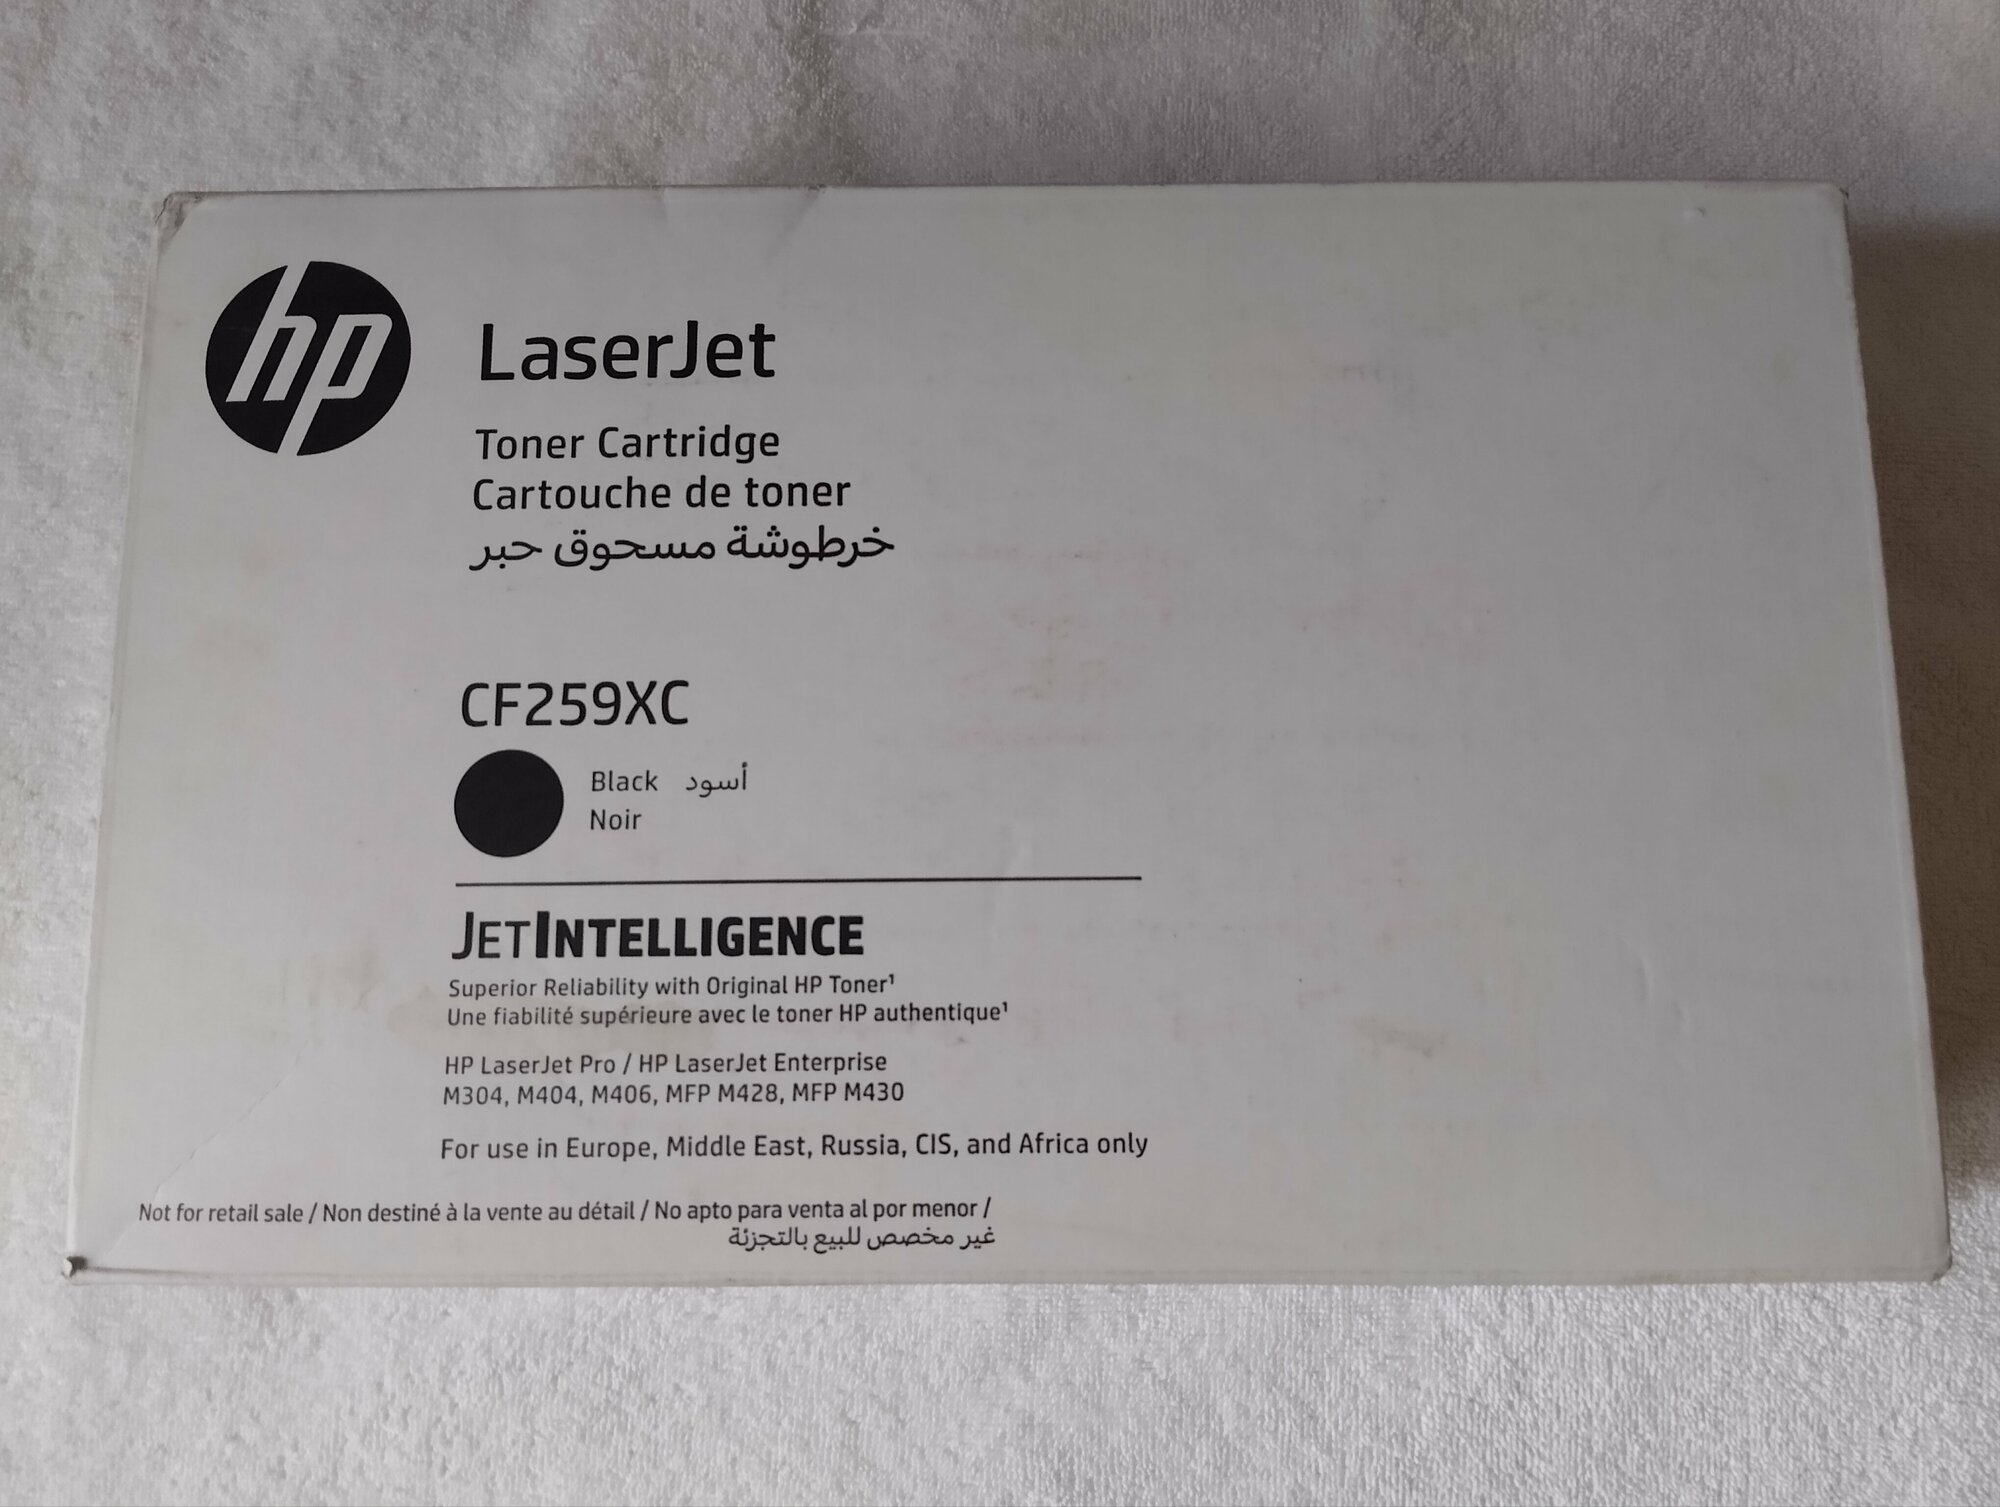 hp
LaserJet
Toner Cartridge
Cartouche de toner
خرطوشة مسحوق حبر
CF259XC
Black أسود
Noir
JETINTELLIGENCE
Superior Reliability with Original HP Toner¹
Une fiabilité supérieure avec le toner HP authentique¹
HP LaserJet Pro / HP LaserJet Enterprise
M304, M404, M406, MFP M428, MFP M430
For use in Europe, Middle East, Russia, CIS, and Africa only
Not for retail sale / Non destiné à la vente au détail / No apto para venta al por menor /
غير مخصص للبيع بالتجزئة